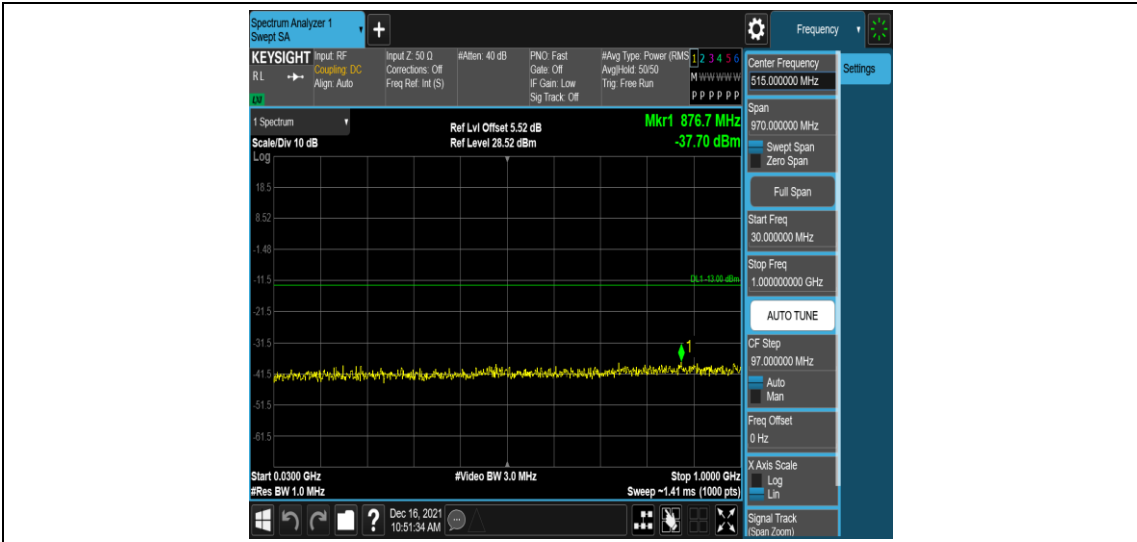 Spectrum Analyzer 1
Swept SA
+
Frequency
KEYSIGHT
RL
LXI
Input: RF
Coupling: DC
Align: Auto
Input Z: 50 Ω
Corrections: Off
Freq Ref: Int (S)
#Atten: 40 dB
PNO: Fast
Gate: Off
IF Gain: Low
Sig Track: Off
#Avg Type: Power (RMS
Avg|Hold: 50/50
Trig: Free Run
1 2 3 4 5 6
M W W W W W
P P P P P P
1 Spectrum
Scale/Div 10 dB
Log
Ref Lvl Offset 5.52 dB
Ref Level 28.52 dBm
Mkr1 876.7 MHz
-37.70 dBm
18.5
8.52
-1.48
-11.5
DL1 -13.00 dBm
-21.5
-31.5
1
-41.5
-51.5
-61.5
Start 0.0300 GHz
#Res BW 1.0 MHz
#Video BW 3.0 MHz
Stop 1.0000 GHz
Sweep ~1.41 ms (1000 pts)
?
Dec 16, 2021
10:51:34 AM
Center Frequency
515.000000 MHz
Settings
Span
970.000000 MHz
Swept Span
Zero Span
Full Span
Start Freq
30.000000 MHz
Stop Freq
1.000000000 GHz
AUTO TUNE
CF Step
97.000000 MHz
Auto
Man
Freq Offset
0 Hz
X Axis Scale
Log
Lin
Signal Track
(Span Zoom)